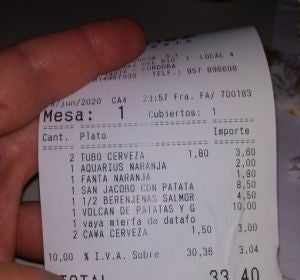 LOCAL 4
CORDOBA
TELF.: 957 896688
/Jun/2020 CA4 23:57 Fra. FA/ 700183
Mesa: 1 Cubiertos: 1
Cant. Plato Importe
2 TUBO CERVEZA 1,80 3,60
1 AQUARIUS NARANJA 2,00
1 FANTA NARANJA 1,80
1 SAN JACOBO CON PATATA 8,50
1 1/2 BERENJENAS SALMOR 4,50
1 VOLCAN DE PATATAS Y G 10,00
1 vaya mierda de datafo
2 CA¥A CERVEZA 1,50 3,00
10,00 % I.V.A. Sobre 30,36 3,04
TOTAL 33,40